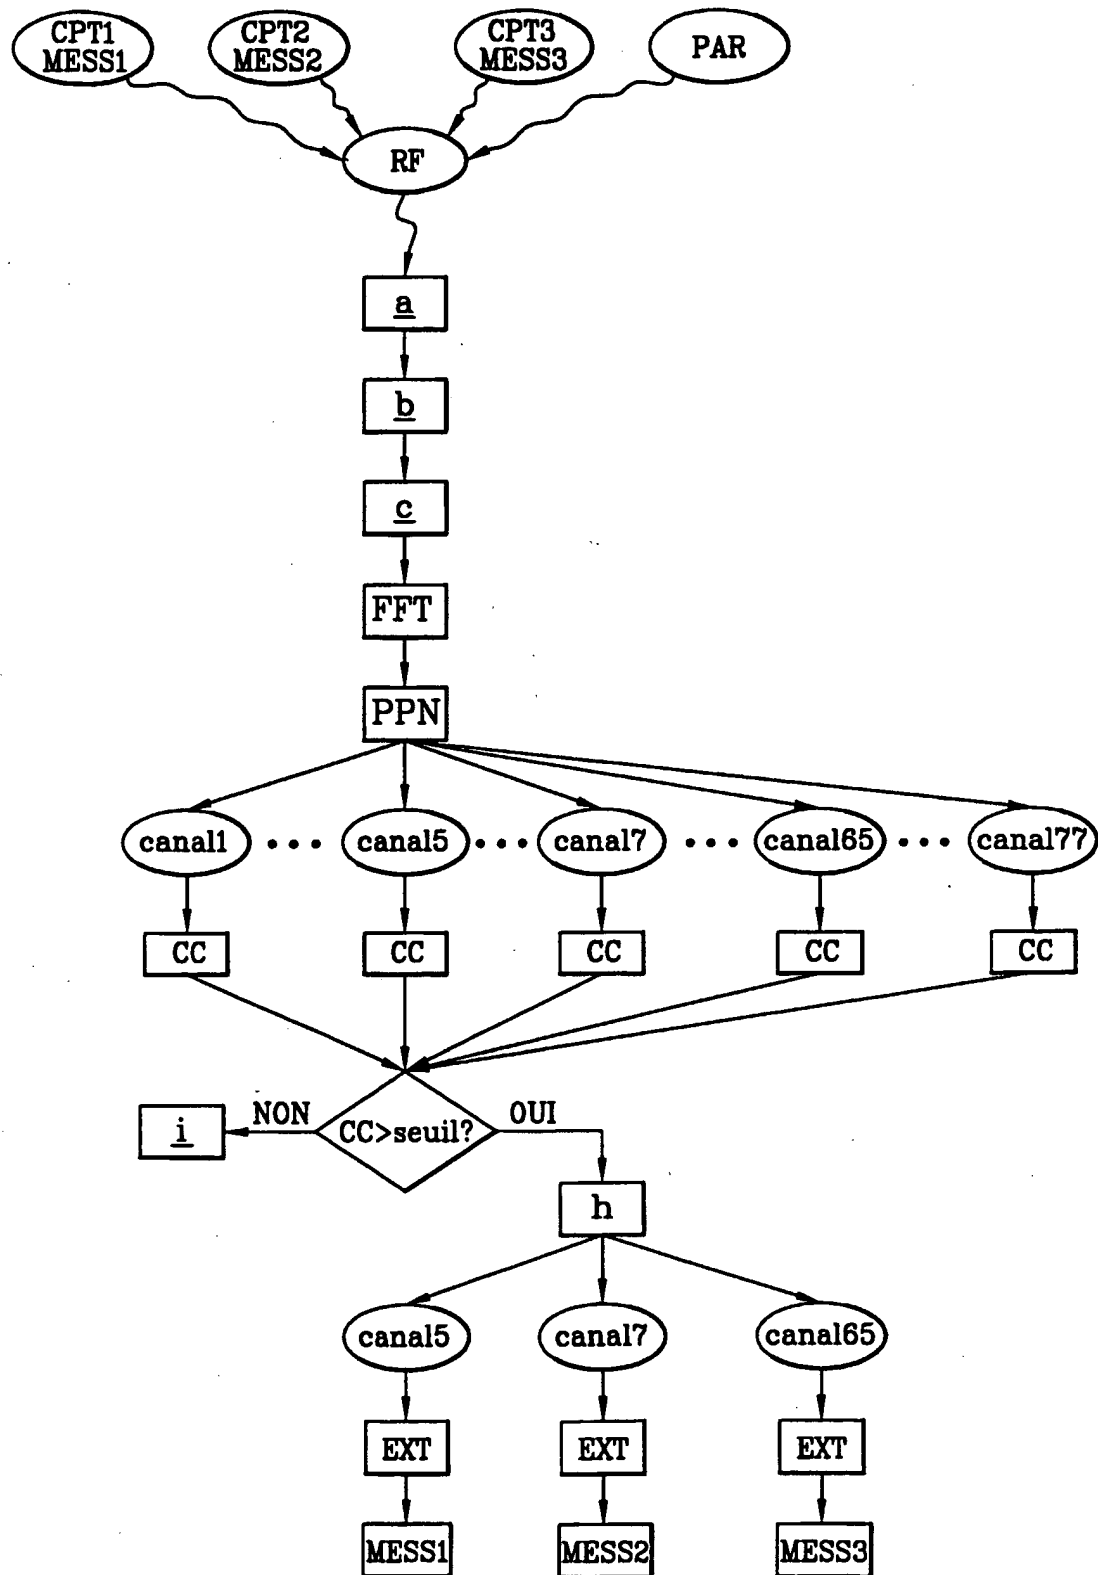 CPT1
MESS1
CPT2
MESS2
CPT3
MESS3
PAR
RF
a
b
c
FFT
PPN
canal1 ••• canal5 ••• canal7 ••• canal65 ••• canal77
CC CC CC CC CC
i NON CC>seuil? OUI
h
canal5 canal7 canal65
EXT EXT EXT
MESS1 MESS2 MESS3